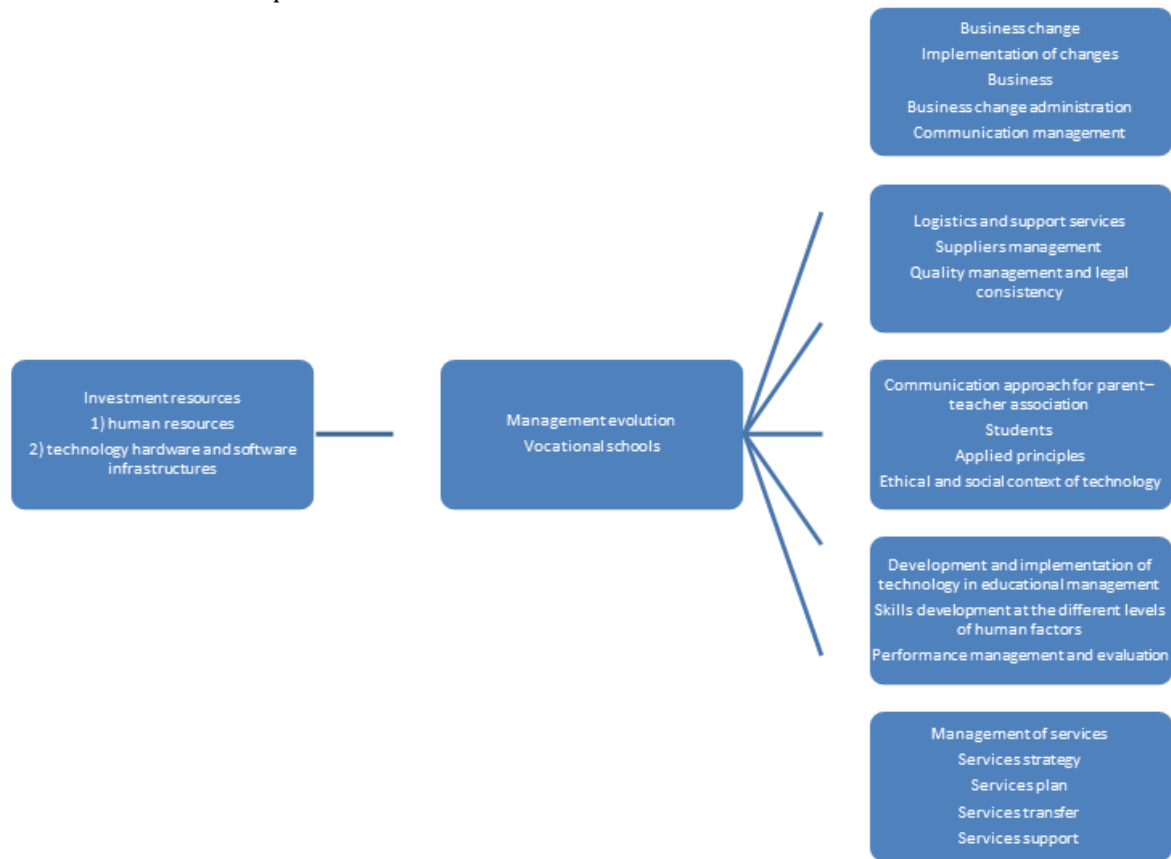 Investment resources
1) human resources
2) technology hardware and software
infrastructures
Management evolution
Vocational schools
Business change
Implementation of changes
Business
Business change administration
Communication management
Logistics and support services
Suppliers management
Quality management and legal
consistency
Communication approach for parent–
teacher association
Students
Applied principles
Ethical and social context of technology
Development and implementation of
technology in educational management
Skills development at the different levels
of human factors
Performance management and evaluation
Management of services
Services strategy
Services plan
Services transfer
Services support